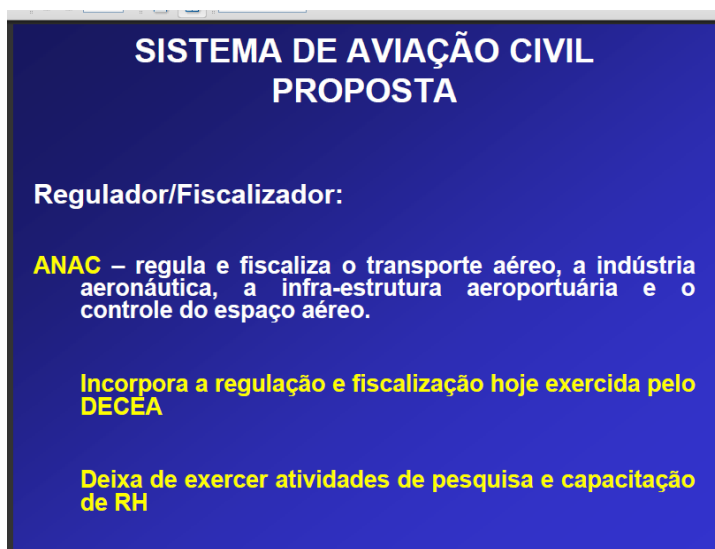 SISTEMA DE AVIAÇÃO CIVIL
PROPOSTA
Regulador/Fiscalizador:
ANAC – regula e fiscaliza o transporte aéreo, a indústria
aeronáutica, a infra-estrutura aeroportuária e o
controle do espaço aéreo.
Incorpora a regulação e fiscalização hoje exercida pelo
DECEA
Deixa de exercer atividades de pesquisa e capacitação
de RH